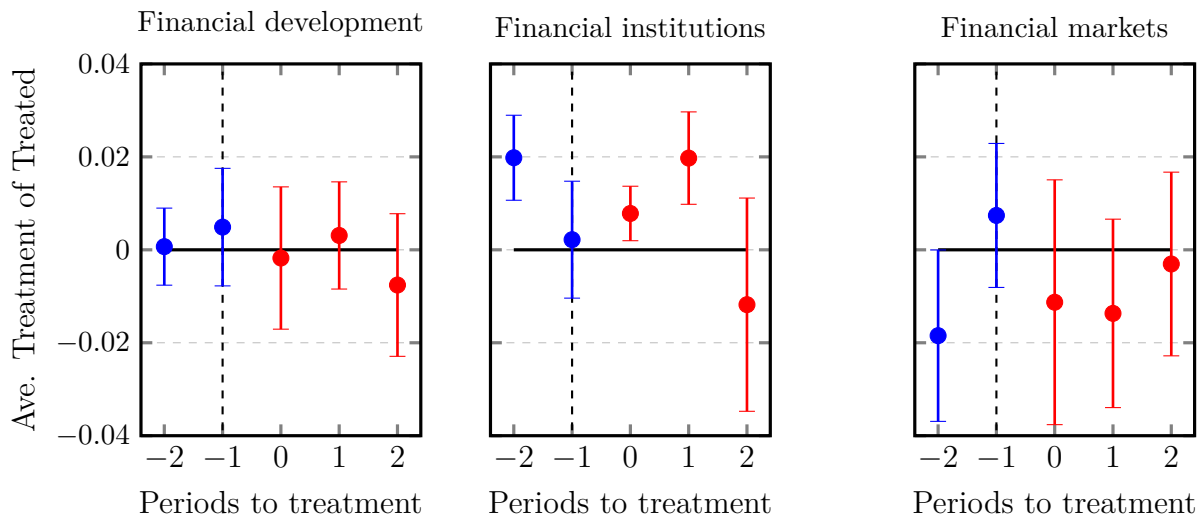 Financial development
Financial institutions
Financial markets
Ave. Treatment of Treated
0.04
0.02
0
−0.02
−0.04
−2 −1 0 1 2
Periods to treatment
−2 −1 0 1 2
Periods to treatment
−2 −1 0 1 2
Periods to treatment